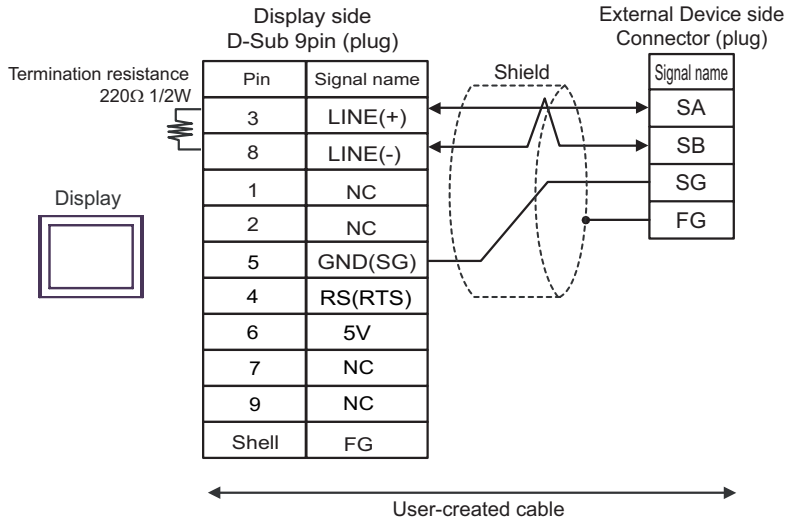 Display side
D-Sub 9pin (plug)
External Device side
Connector (plug)
Termination resistance
220Ω 1/2W
Pin Signal name
Shield
Signal name
3 LINE(+)
SA
8 LINE(-)
SB
1 NC
SG
Display
2 NC
FG
5 GND(SG)
4 RS(RTS)
6 5V
7 NC
9 NC
Shell FG
User-created cable